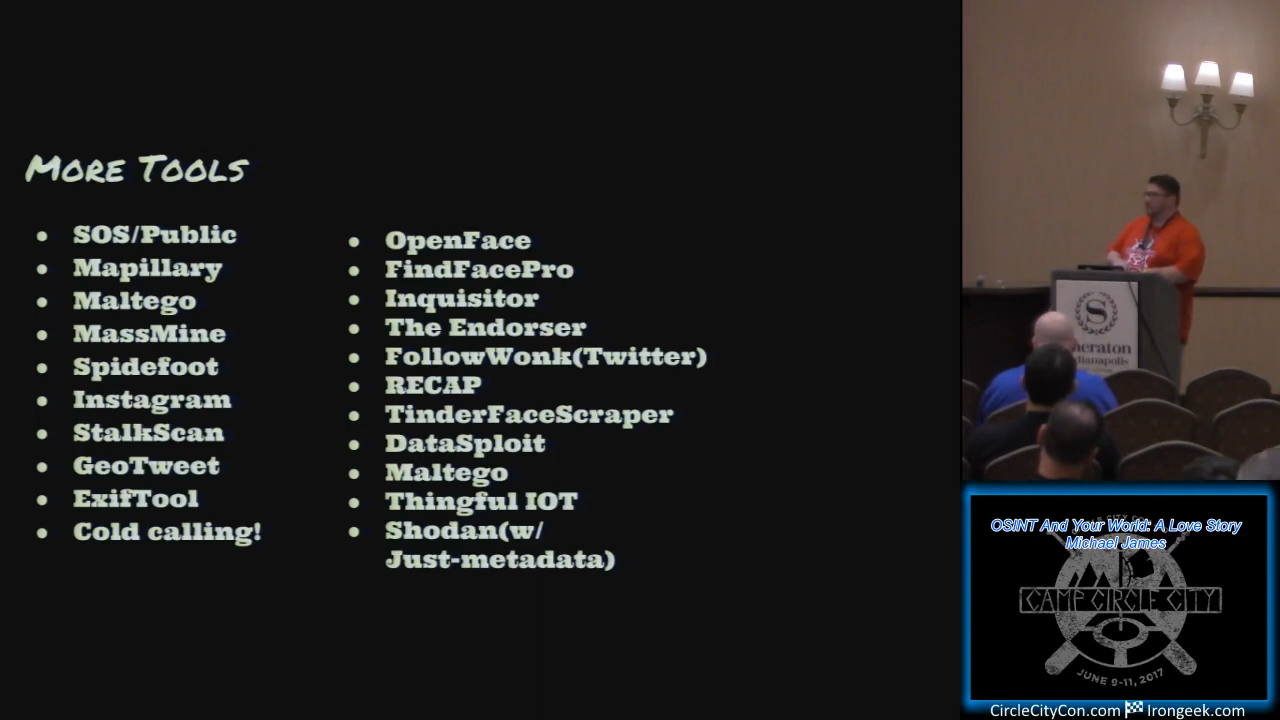 More Tools
SOS/Public
Mapillary
Maltego
MassMine
Spidefoot
Instagram
StalkScan
GeoTweet
ExifTool
Cold calling!
OpenFace
FindFacePro
Inquisitor
The Endorser
FollowWonk(Twitter)
RECAP
TinderFaceScraper
DataSploit
Maltego
Thingful IOT
Shodan(w/
Just-metadata)
S
OSINT And Your World: A Love Story
Michael James
CAMP CIRCLE CITY
JUNE 9-11, 2017
CircleCityCon.com Irongeek.com